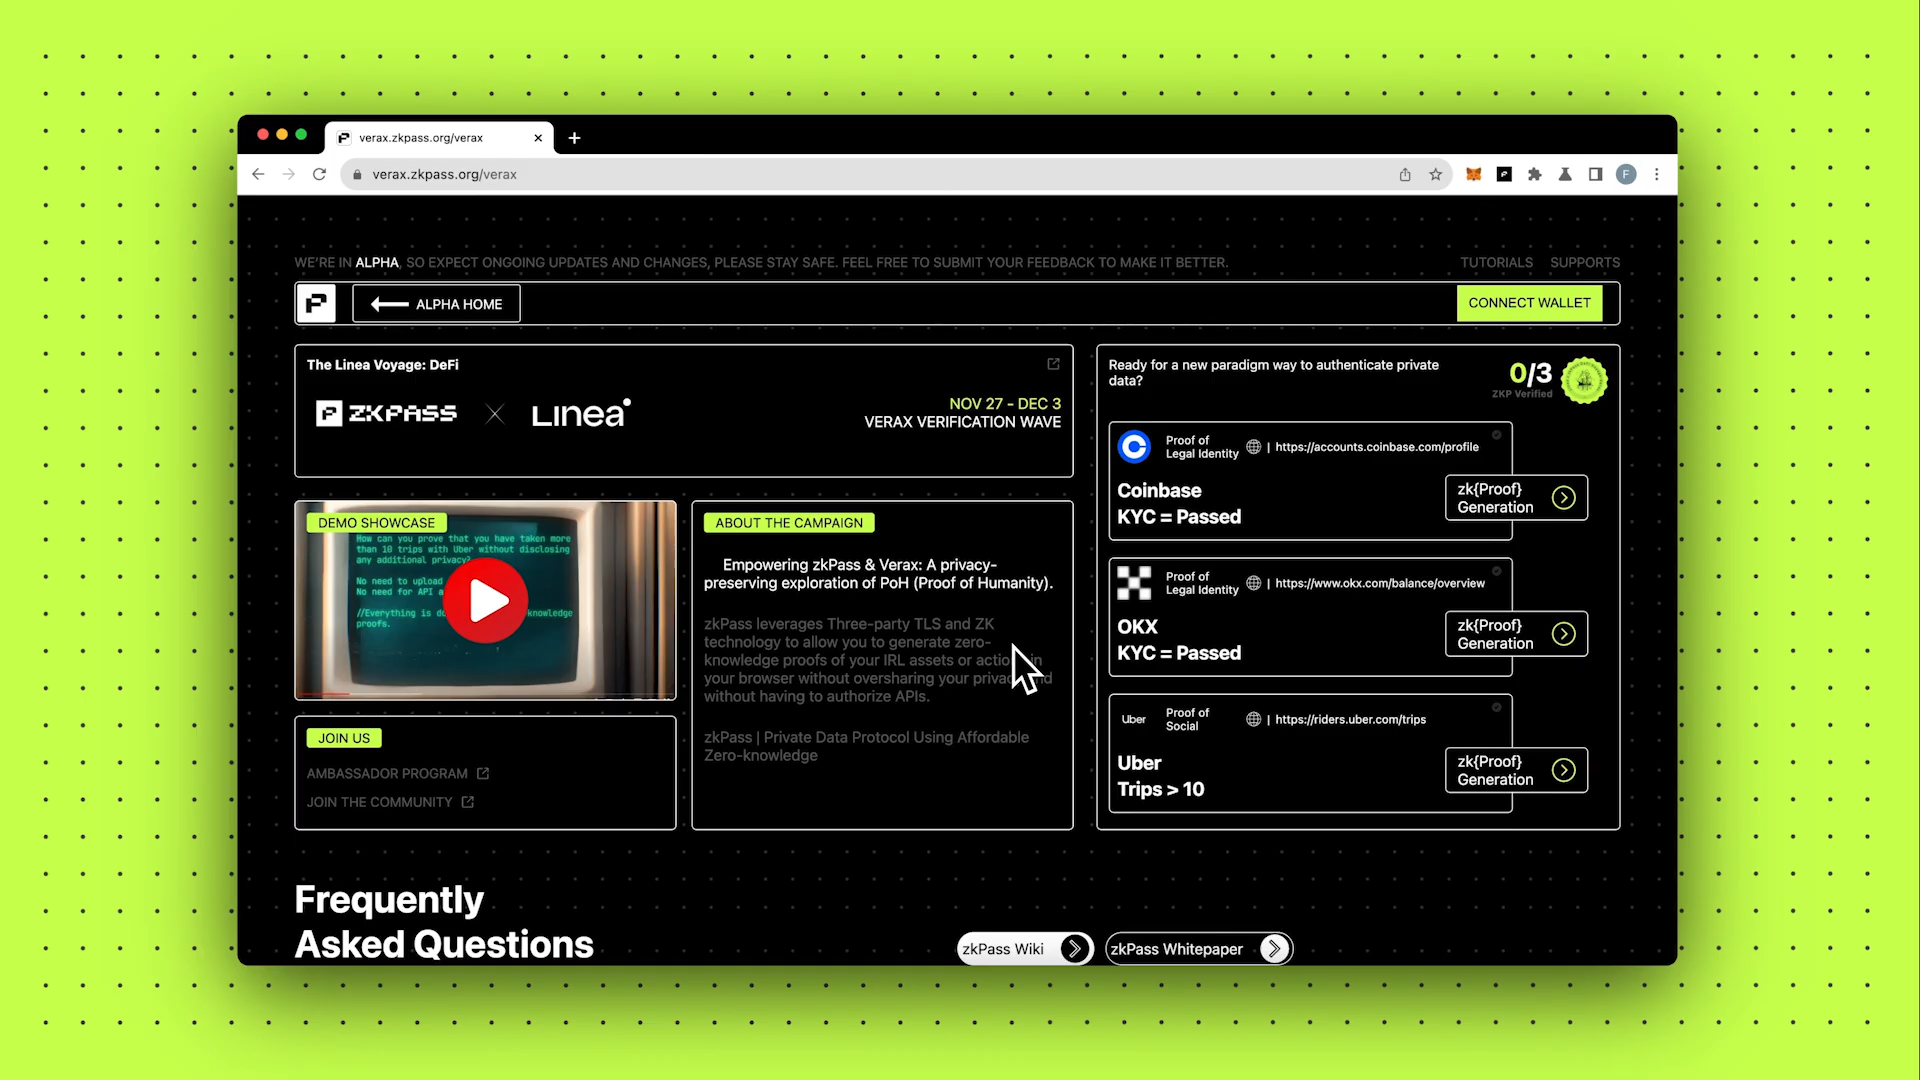 verax.zkpass.org/verax
verax.zkpass.org/verax
F
WE'RE IN ALPHA, SO EXPECT ONGOING UPDATES AND CHANGES, PLEASE STAY SAFE. FEEL FREE TO SUBMIT YOUR FEEDBACK TO MAKE IT BETTER.
TUTORIALS SUPPORTS
ALPHA HOME
CONNECT WALLET
The Linea Voyage: DeFi
ZKPASS
Linea
NOV 27 - DEC 3
VERAX VERIFICATION WAVE
DEMO SHOWCASE
How can you prove that you have taken more
than 10 trips with Uber without disclosing
any additional privacy?
No need to upload
No need for API
//Everything is knowledge
proofs.
JOIN US
AMBASSADOR PROGRAM
JOIN THE COMMUNITY
ABOUT THE CAMPAIGN
Empowering zkPass & Verax: A privacy-
preserving exploration of PoH (Proof of Humanity).
zkPass leverages Three-party TLS and ZK
technology to allow you to generate zero-
knowledge proofs of your IRL assets or in
your browser without oversharing your
without having to authorize APIs.
zkPass | Private Data Protocol Using Affordable
Zero-knowledge
Ready for a new paradigm way to authenticate private
data?
0/3
ZKP Verified
Proof of
Legal Identity
| https://accounts.coinbase.com/profile
Coinbase
KYC = Passed
zk{Proof}
Generation
Proof of
Legal Identity
| https://www.okx.com/balance/overview
OKX
KYC = Passed
zk{Proof}
Generation
Uber
Proof of
Social
| https://riders.uber.com/trips
Uber
Trips > 10
zk{Proof}
Generation
Frequently
Asked Questions
zkPass Wiki
zkPass Whitepaper